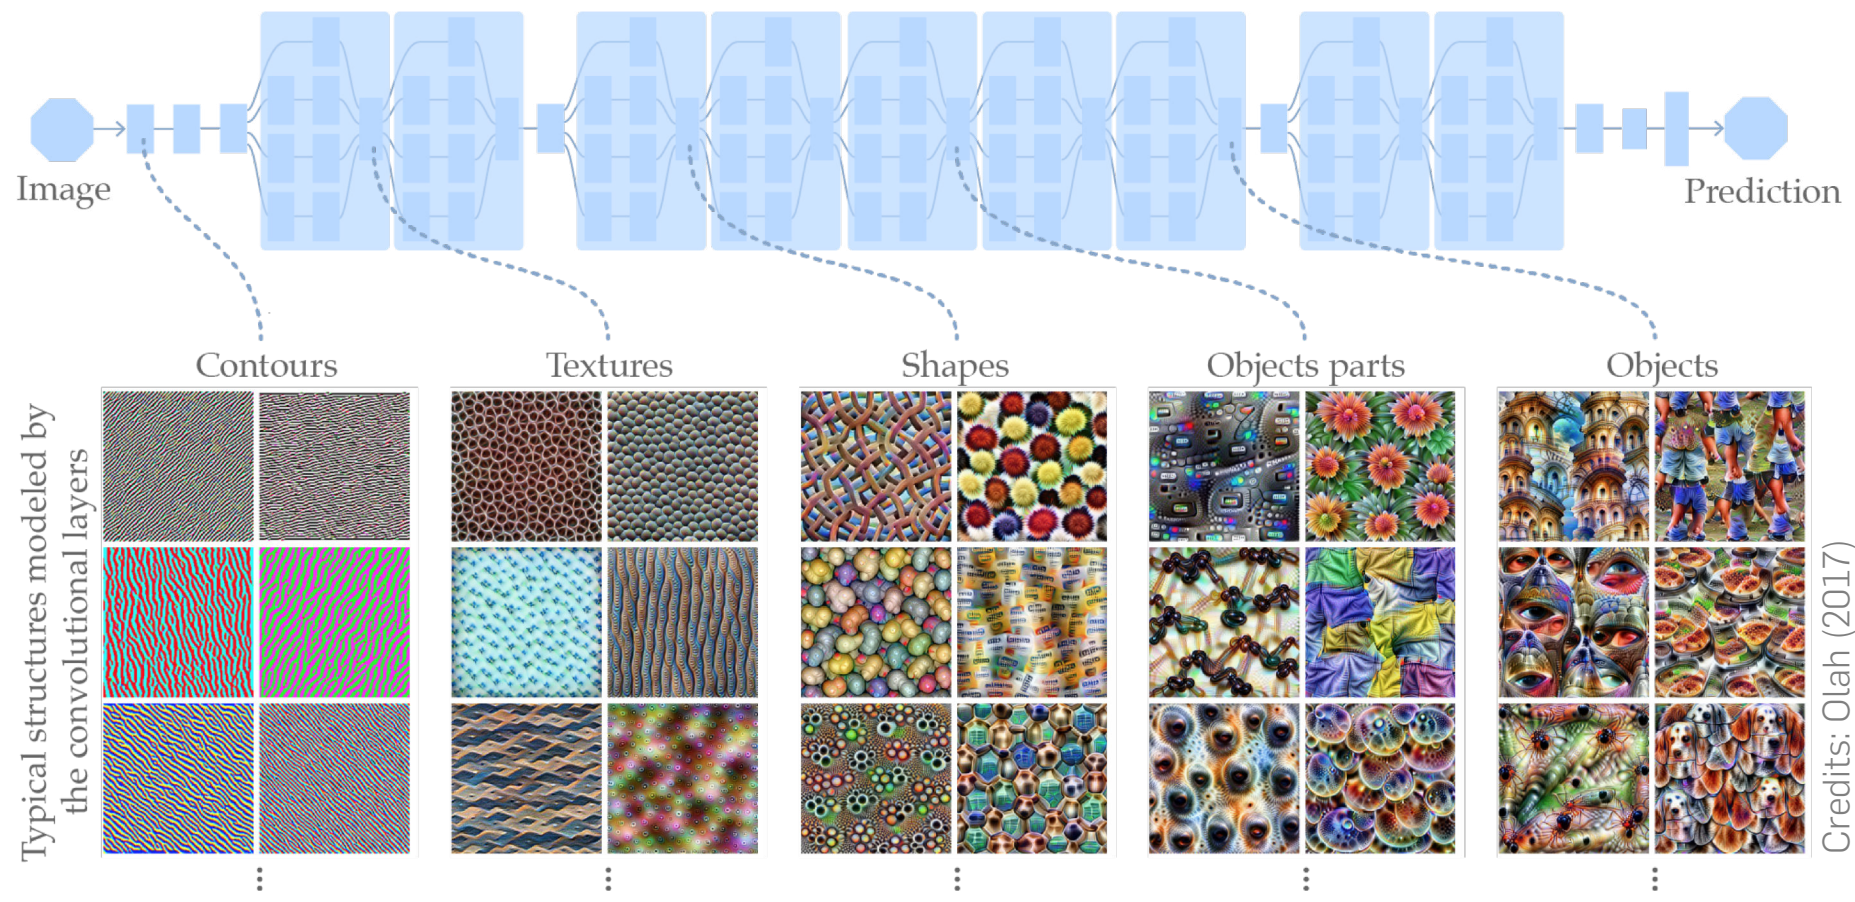 Image
Prediction
Contours
Textures
Shapes
Objects parts
Objects
Typical structures modeled by
the convolutional layers
Credits: Olah (2017)